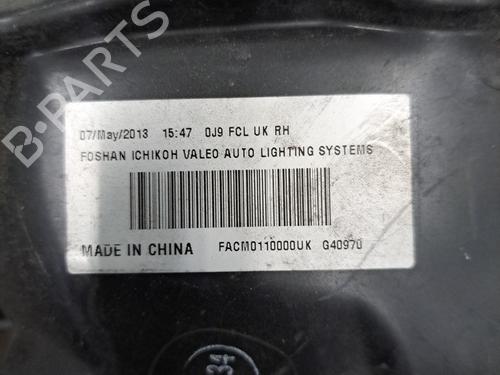 07/May/2013 15:47 0J9 FCL UK RH
FOSHAN ICHIKOH VALEO AUTO LIGHTING SYSTEMS
MADE IN CHINA FACM0110000UK G40970
34